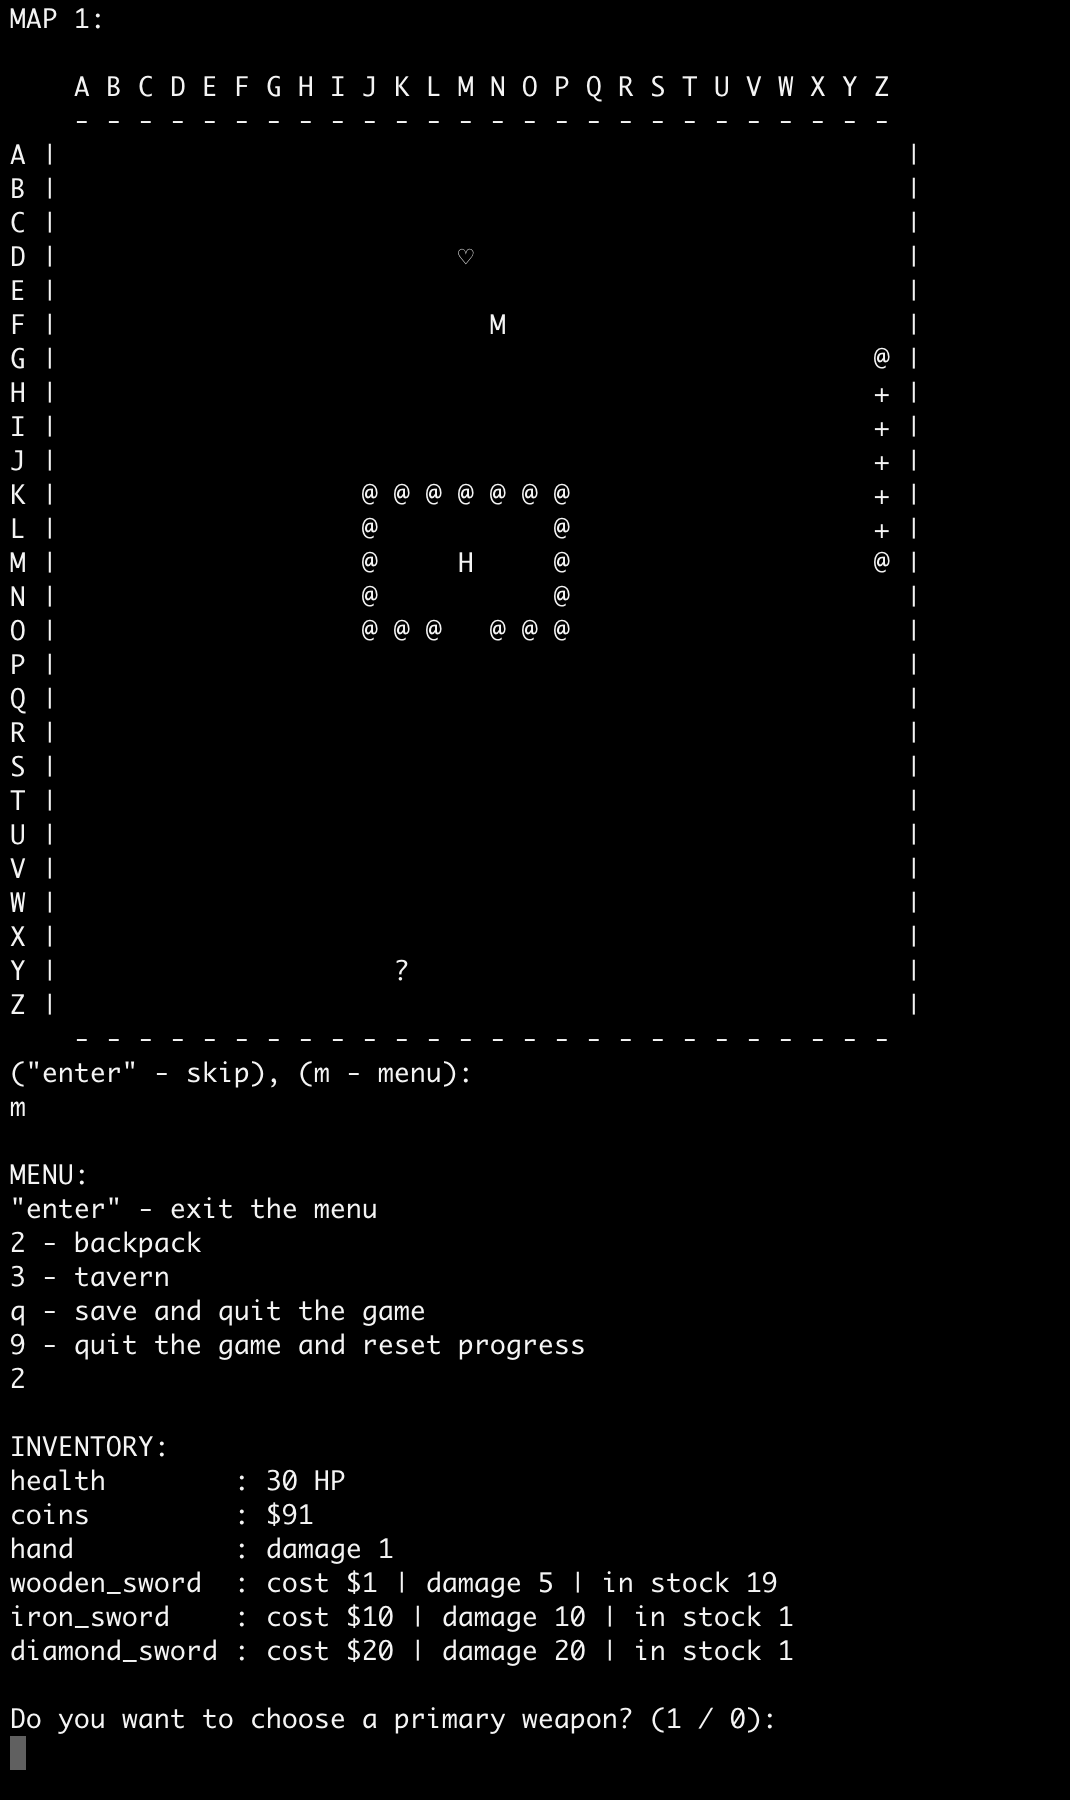 MAP 1:

    A B C D E F G H I J K L M N O P Q R S T U V W X Y Z
    - - - - - - - - - - - - - - - - - - - - - - - - - -
A |                                                      |
B |                                                      |
C |                                                      |
D |                         ♡                            |
E |                                                      |
F |                           M                          |
G |                                                   @ |
H |                                                   + |
I |                                                   + |
J |                                                   + |
K |                   @ @ @ @ @ @ @                   + |
L |                   @           @                   + |
M |                   @     H     @                   @ |
N |                   @           @                     |
O |                   @ @ @   @ @ @                     |
P |                                                      |
Q |                                                      |
R |                                                      |
S |                                                      |
T |                                                      |
U |                                                      |
V |                                                      |
W |                                                      |
X |                                                      |
Y |                     ?                                |
Z |                                                      |
    - - - - - - - - - - - - - - - - - - - - - - - - - -
("enter" - skip), (m - menu):
m

MENU:
"enter" - exit the menu
2 - backpack
3 - tavern
q - save and quit the game
9 - quit the game and reset progress
2

INVENTORY:
health        : 30 HP
coins         : $91
hand          : damage 1
wooden_sword  : cost $1 | damage 5 | in stock 19
iron_sword    : cost $10 | damage 10 | in stock 1
diamond_sword : cost $20 | damage 20 | in stock 1

Do you want to choose a primary weapon? (1 / 0):